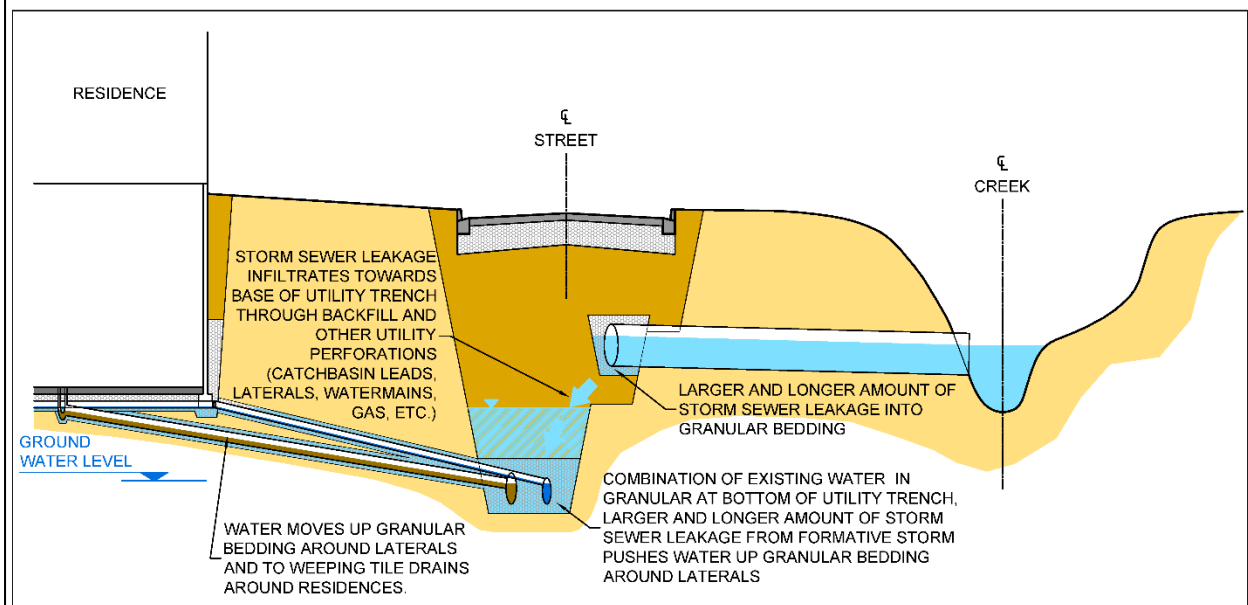 RESIDENCE
℄
STREET
℄
CREEK
STORM SEWER LEAKAGE
INFILTRATES TOWARDS
BASE OF UTILITY TRENCH
THROUGH BACKFILL AND
OTHER UTILITY
PERFORATIONS
(CATCHBASIN LEADS,
LATERALS, WATERMAINS,
GAS, ETC.)
LARGER AND LONGER AMOUNT OF
STORM SEWER LEAKAGE INTO
GRANULAR BEDDING
GROUND
WATER LEVEL
WATER MOVES UP GRANULAR
BEDDING AROUND LATERALS
AND TO WEEPING TILE DRAINS
AROUND RESIDENCES.
COMBINATION OF EXISTING WATER IN
GRANULAR AT BOTTOM OF UTILITY TRENCH,
LARGER AND LONGER AMOUNT OF STORM
SEWER LEAKAGE FROM FORMATIVE STORM
PUSHES WATER UP GRANULAR BEDDING
AROUND LATERALS